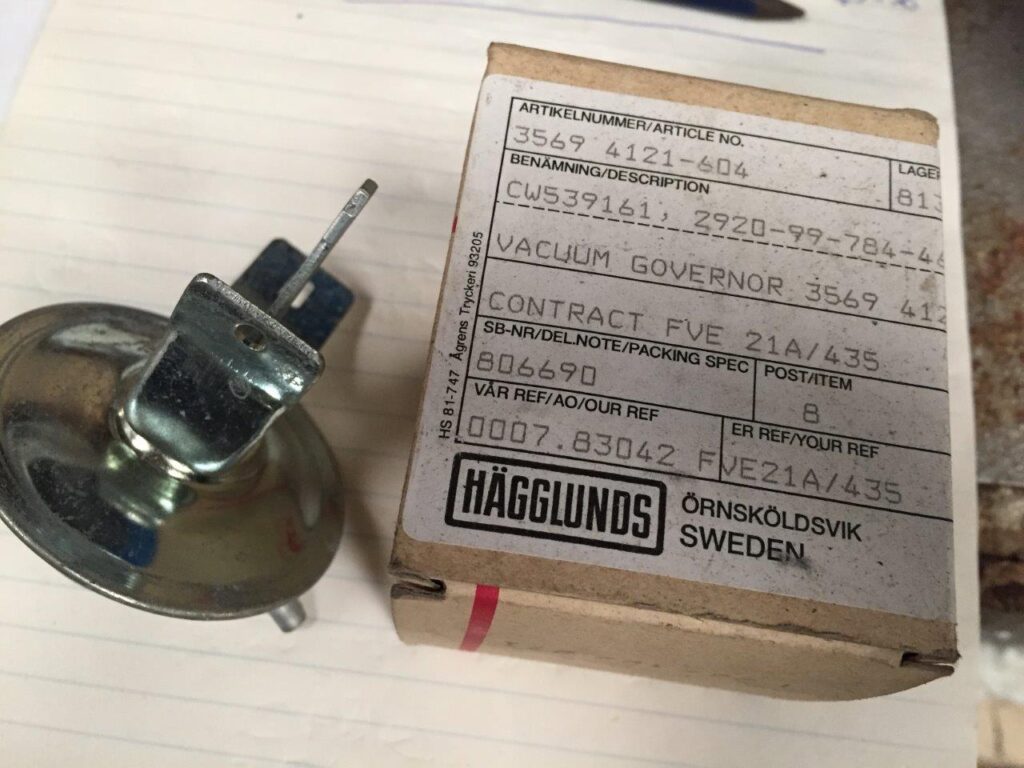 ARTIKELNUMMER/ARTICLE NO.
3569 4121-604
LAGE
813
BENÄMNING/DESCRIPTION
CW539161, 2920-99-784-4
VACUUM GOVERNOR 3569 412
CONTRACT FVE 21A/435
SB-NR/DEL.NOTE/PACKING SPEC
806690
POST/ITEM
8
VÅR REF/AO/OUR REF
0007.83042
ER REF/YOUR REF
FVE21A/435
HÄGGLUNDS
ÖRNSKÖLDSVIK
SWEDEN
HS 81-747 Ågrens Tryckeri 93205